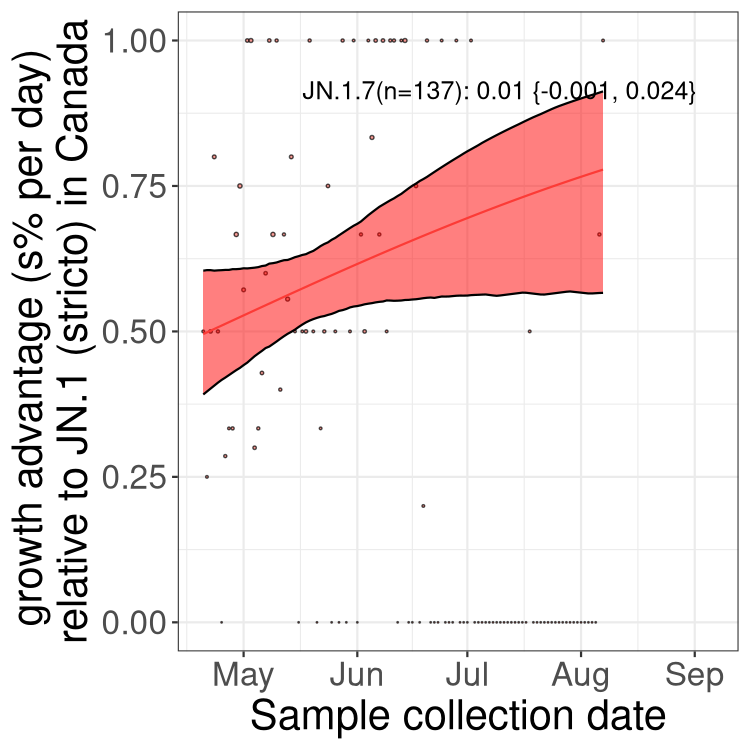 growth advantage (s% per day)
relative to JN.1 (stricto) in Canada
1.00
0.75
0.50
0.25
0.00
JN.1.7(n=137): 0.01 {-0.001, 0.024}
May Jun Jul Aug Sep
Sample collection date